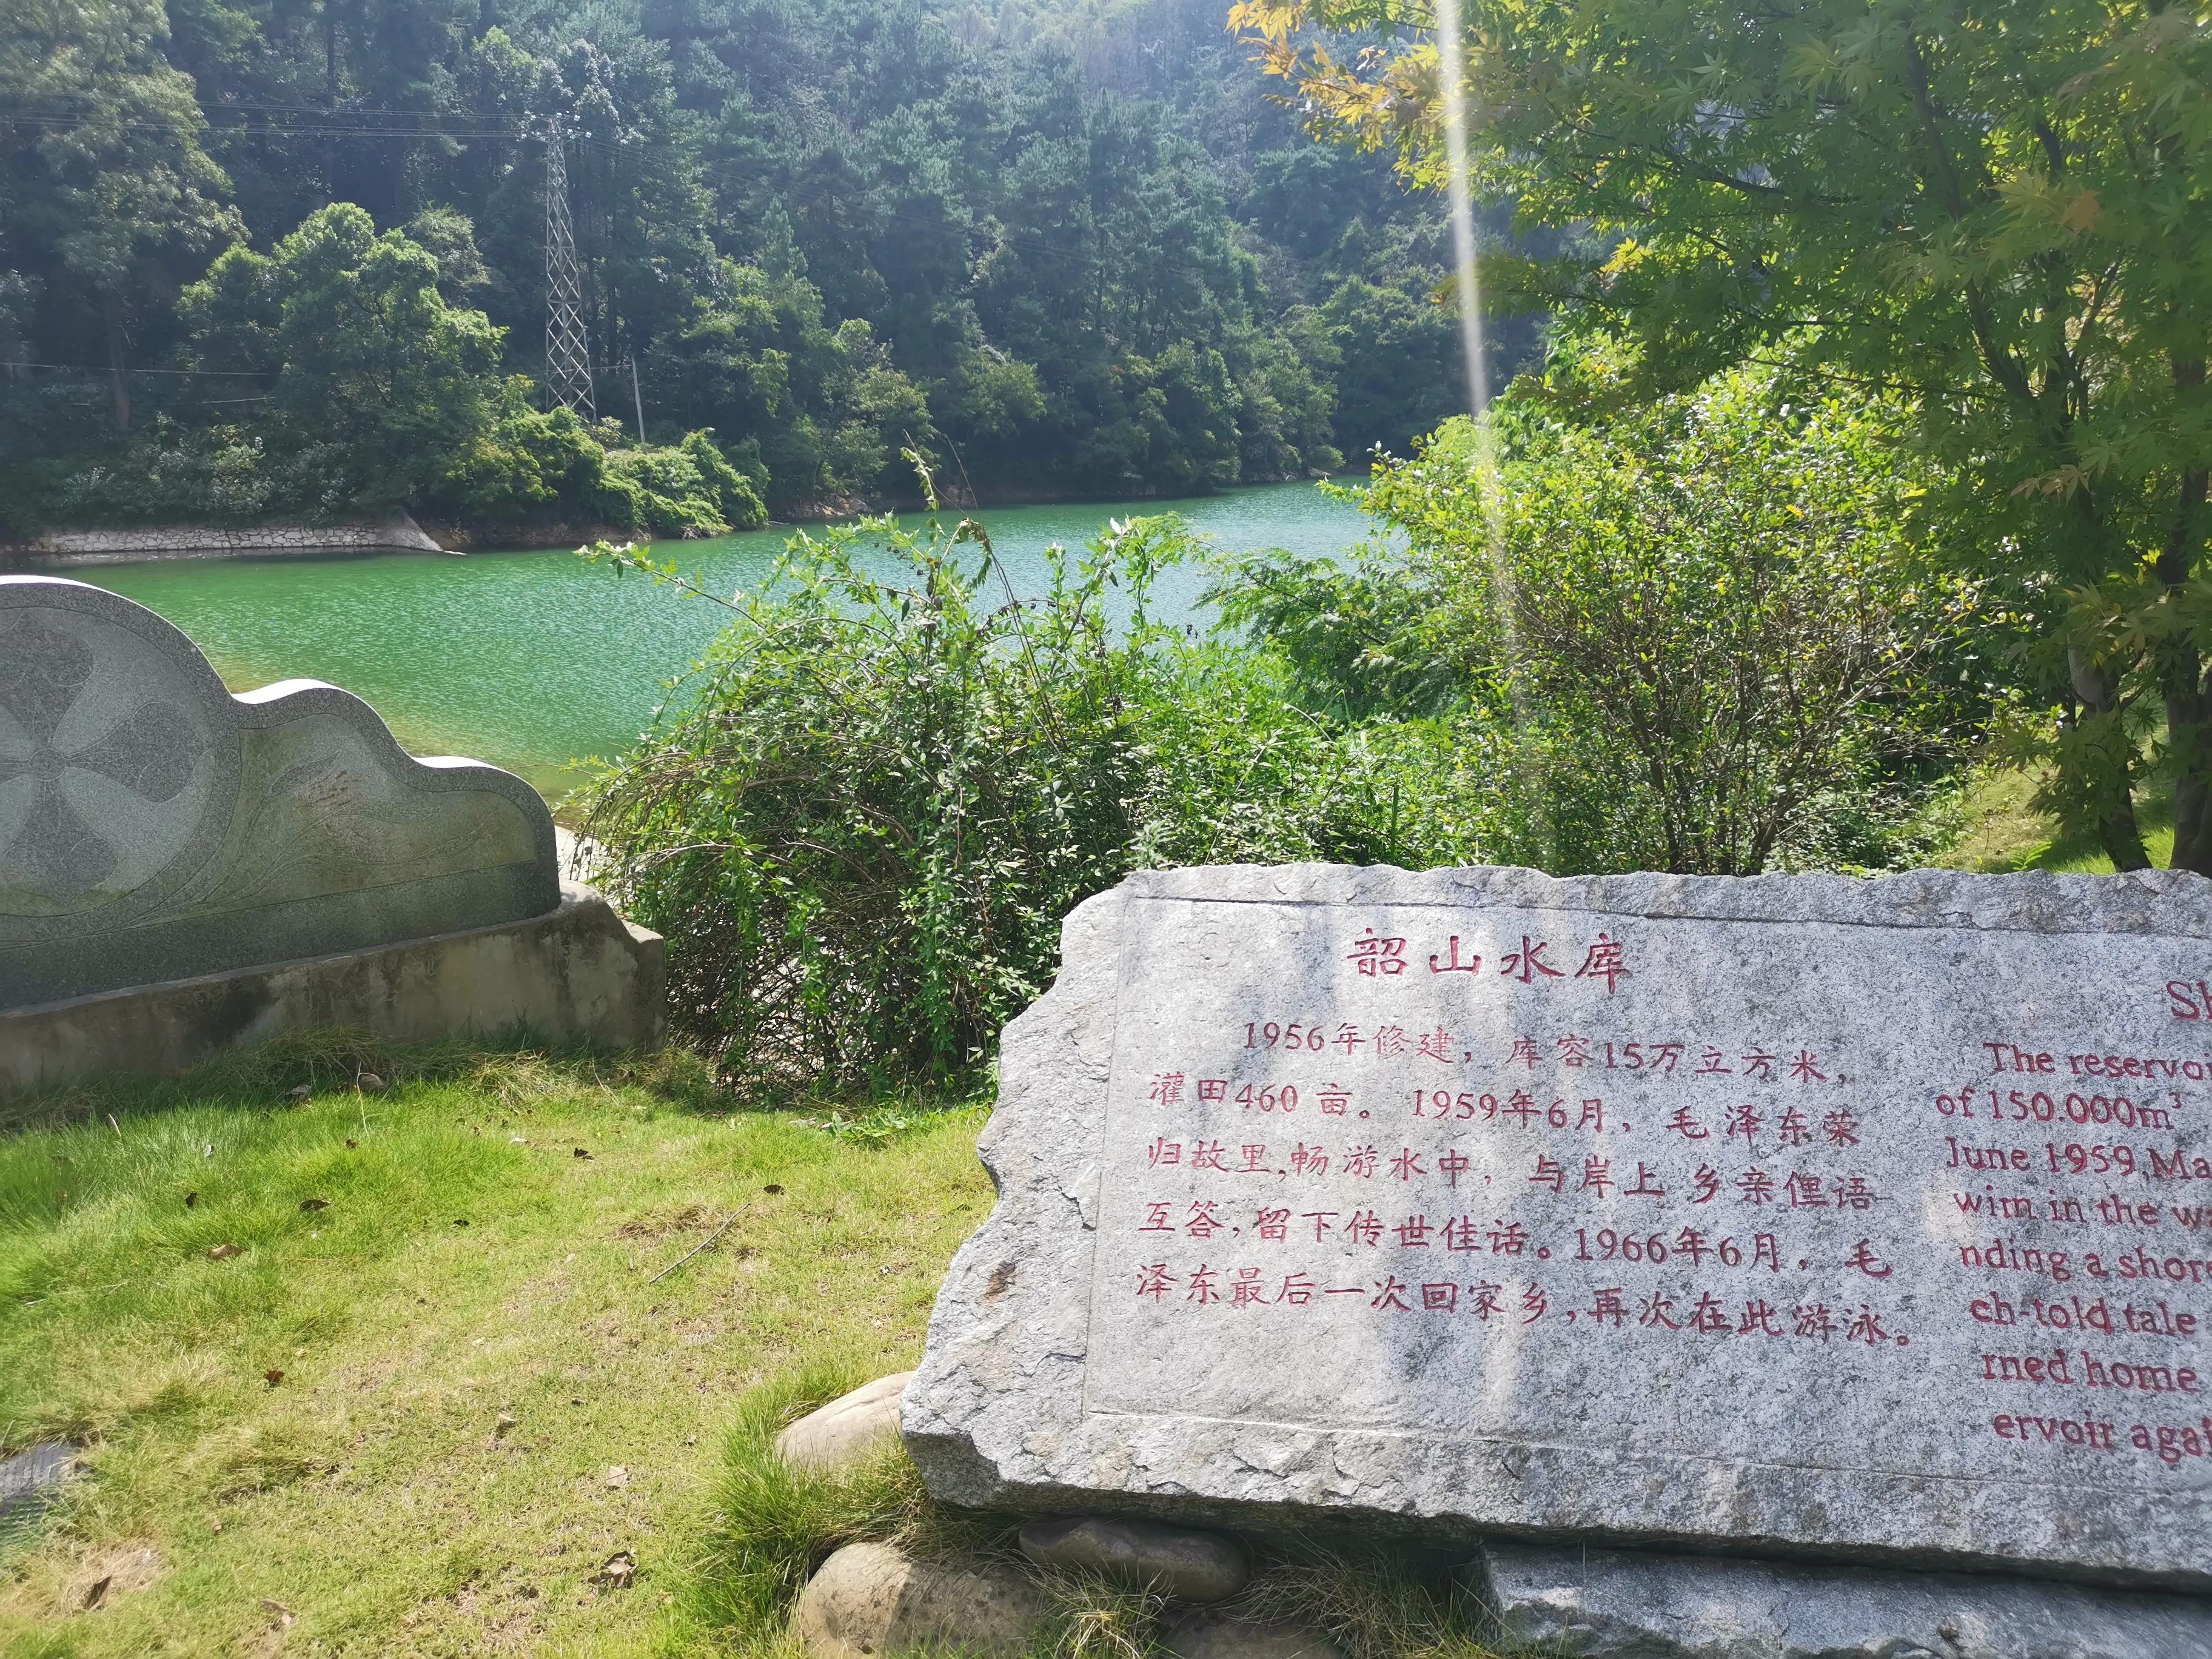 韶山水库
1956年修建，库容15万立方米，
灌田460亩。1959年6月，毛泽东荣
归故里,畅游水中，与岸上乡亲俚语
互答,留下传世佳话。1966年6月，毛
泽东最后一次回家乡,再次在此游泳。
Sh
The reservo
of 150.000m³
June 1959,Ma
wim in the w
nding a shor
ch-told tale
rned home
ervoir agai